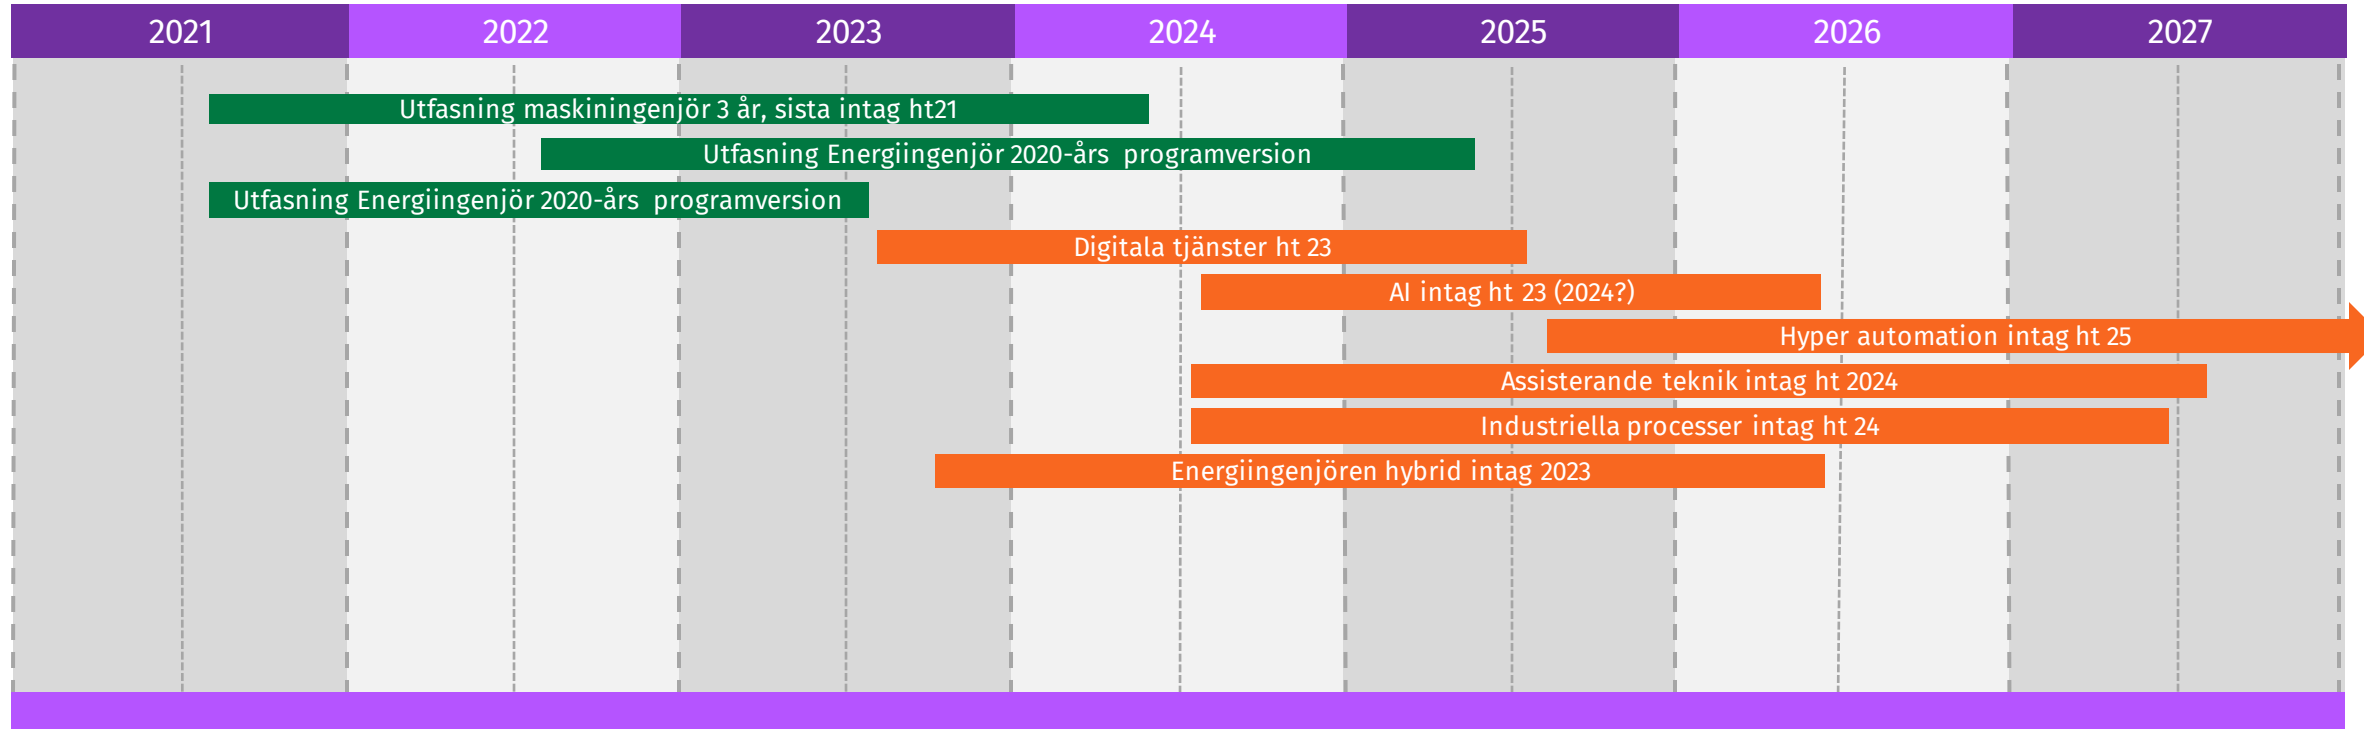 2021 2022 2023 2024 2025 2026 2027
Utfasning maskiningenjör 3 år, sista intag ht21
Utfasning Energiingenjör 2020-års programversion
Utfasning Energiingenjör 2020-års programversion
Digitala tjänster ht 23
AI intag ht 23 (2024?)
Hyper automation intag ht 25
Assisterande teknik intag ht 2024
Industriella processer intag ht 24
Energiingenjören hybrid intag 2023